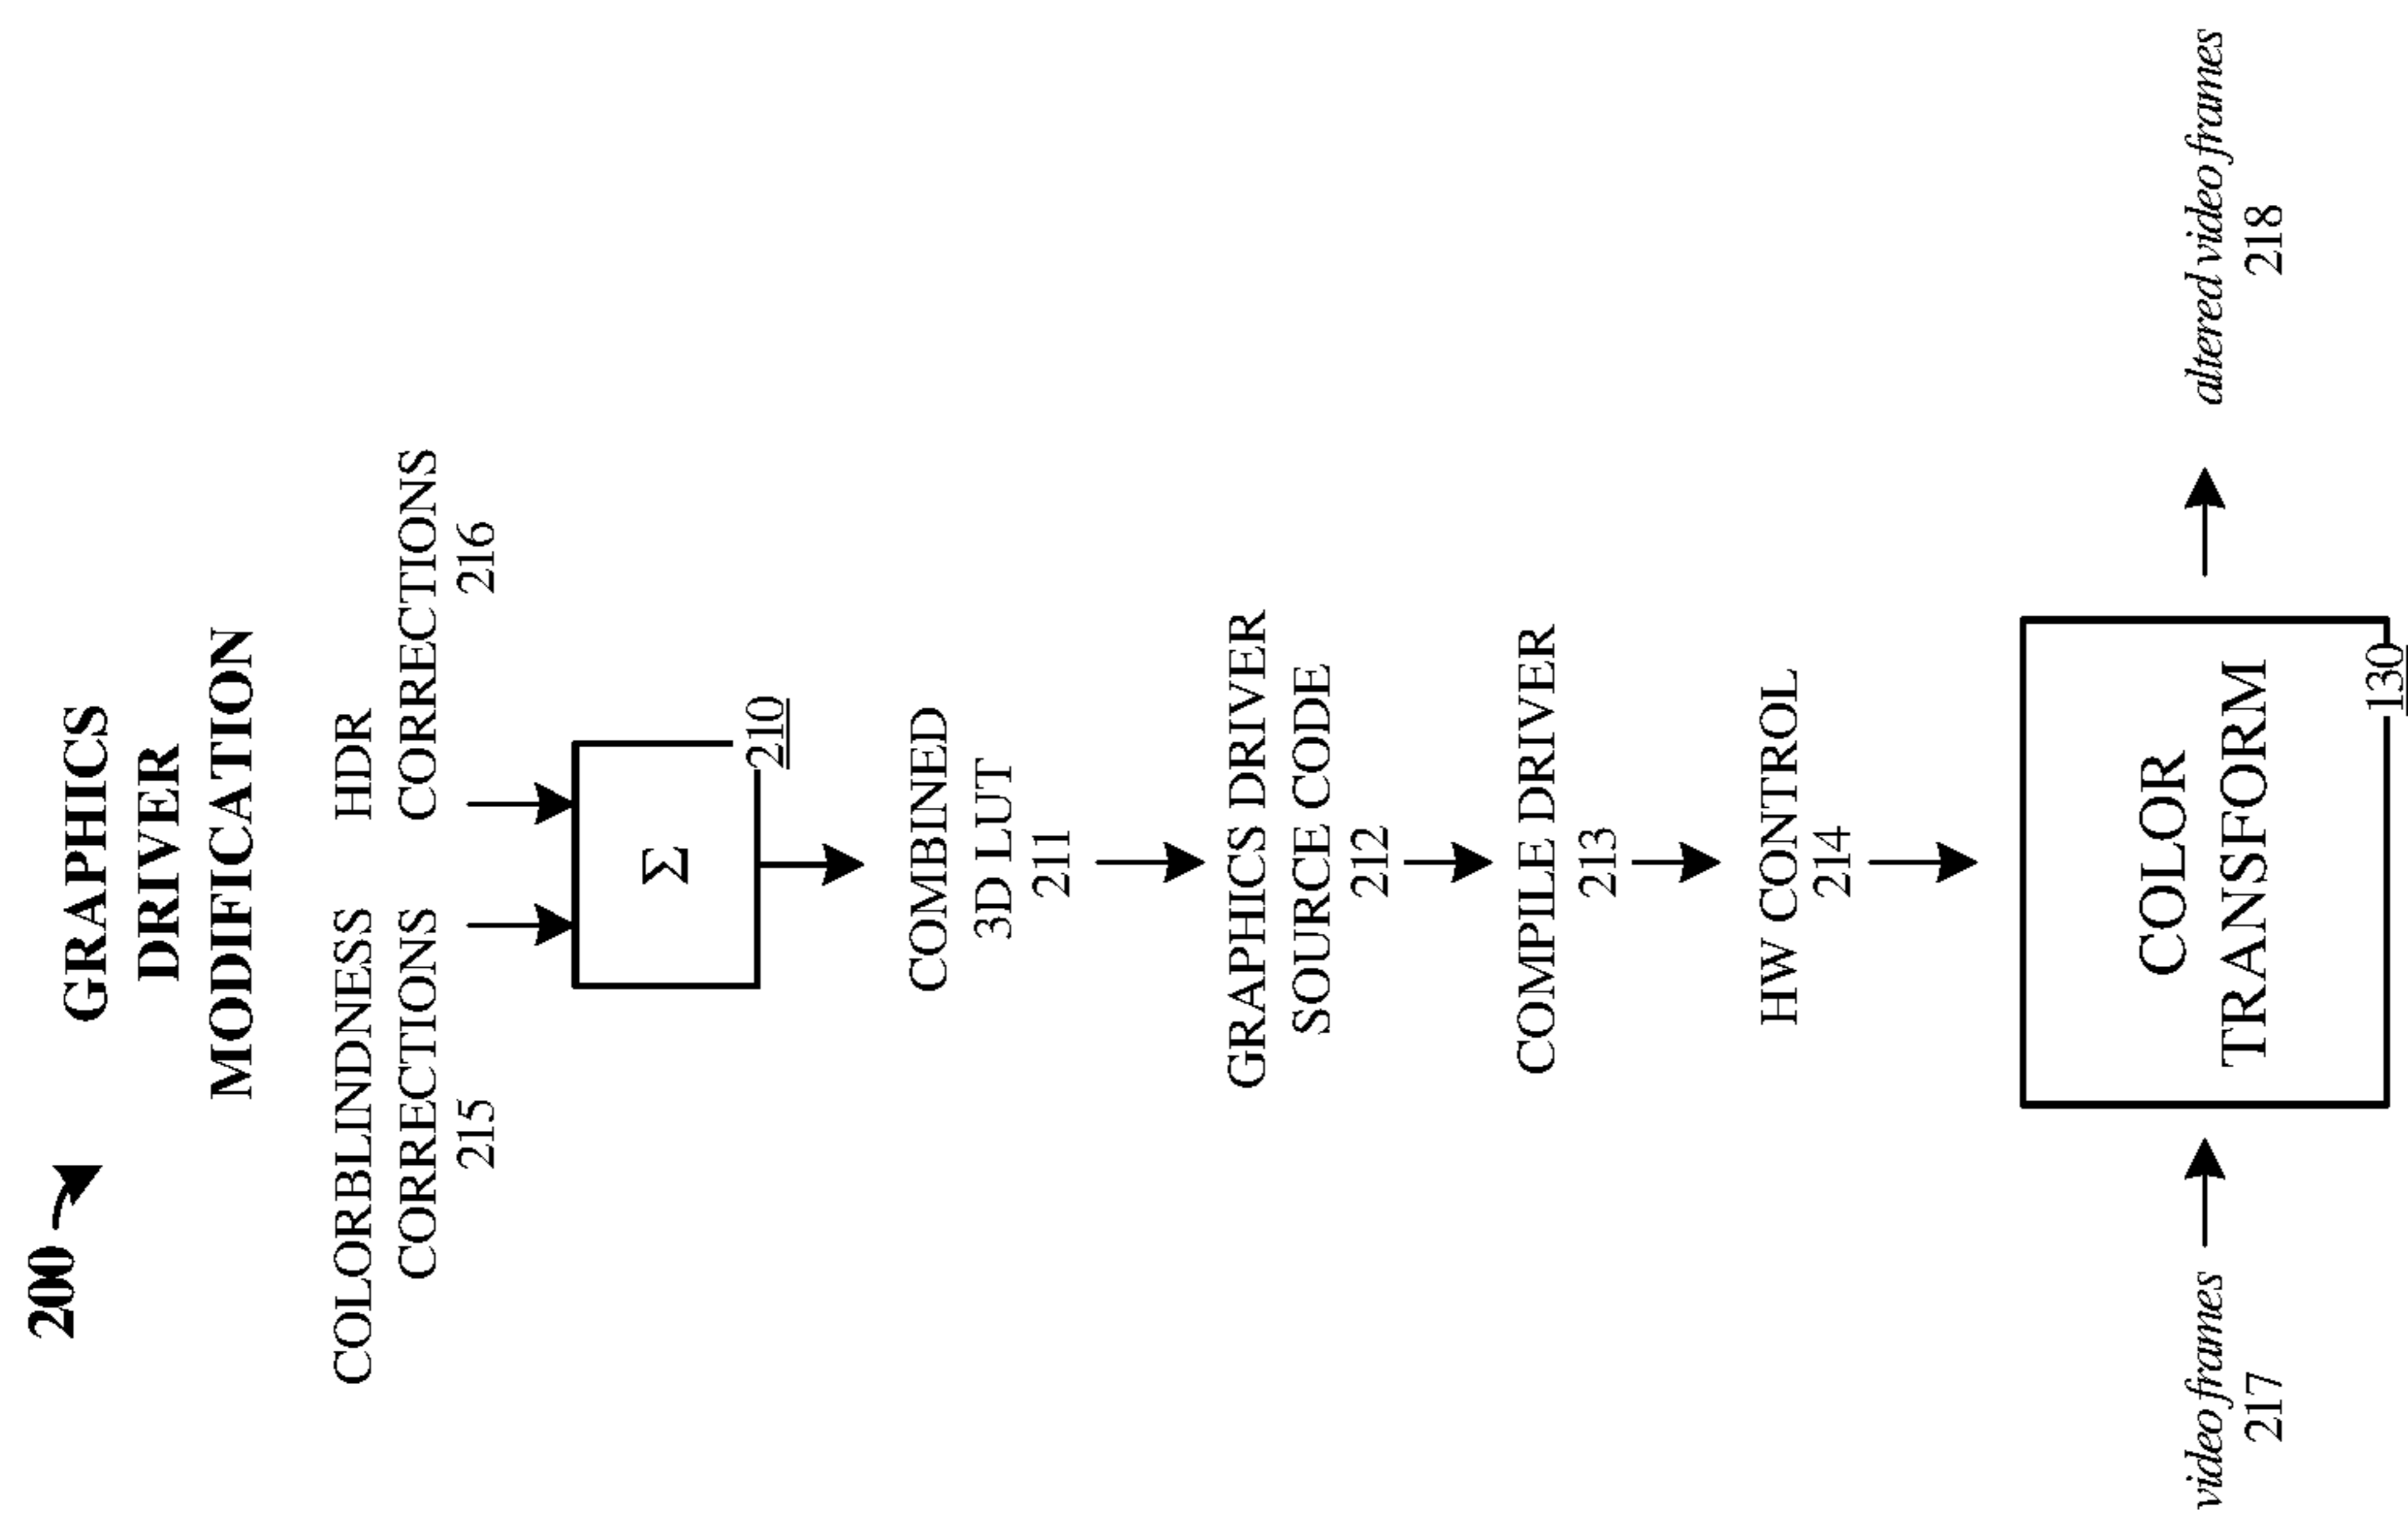 200
GRAPHICS
DRIVER
MODIFICATION
COLORBLINDNESS
CORRECTIONS
215
HDR
CORRECTIONS
216
Σ
210
COMBINED
3D LUT
211
GRAPHICS DRIVER
SOURCE CODE
212
COMPILE DRIVER
213
HW CONTROL
214
video frames
217
COLOR
TRANSFORM
130
altered video frames
218